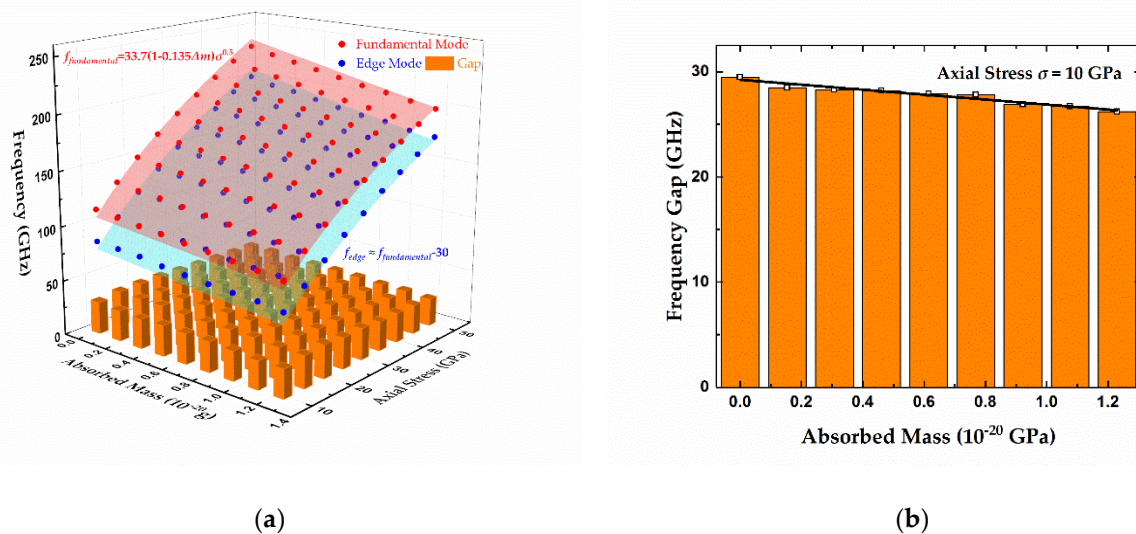 f_fundamental=33.7(1-0.135Δm)σ^0.5
Fundamental Mode
Edge Mode Gap
250
200
150
100
50
0
Frequency (GHz)
f_edge ≈ f_fundamental-30
0.0 0.2 0.4 0.6 0.8 1.0 1.2 1.4
Absorbed Mass (10^-20 g)
10 20 30 40 50
Axial Stress (GPa)
(a)
Axial Stress σ = 10 GPa
30
20
10
0
Frequency Gap (GHz)
0.0 0.2 0.4 0.6 0.8 1.0 1.2
Absorbed Mass (10^-20 GPa)
(b)